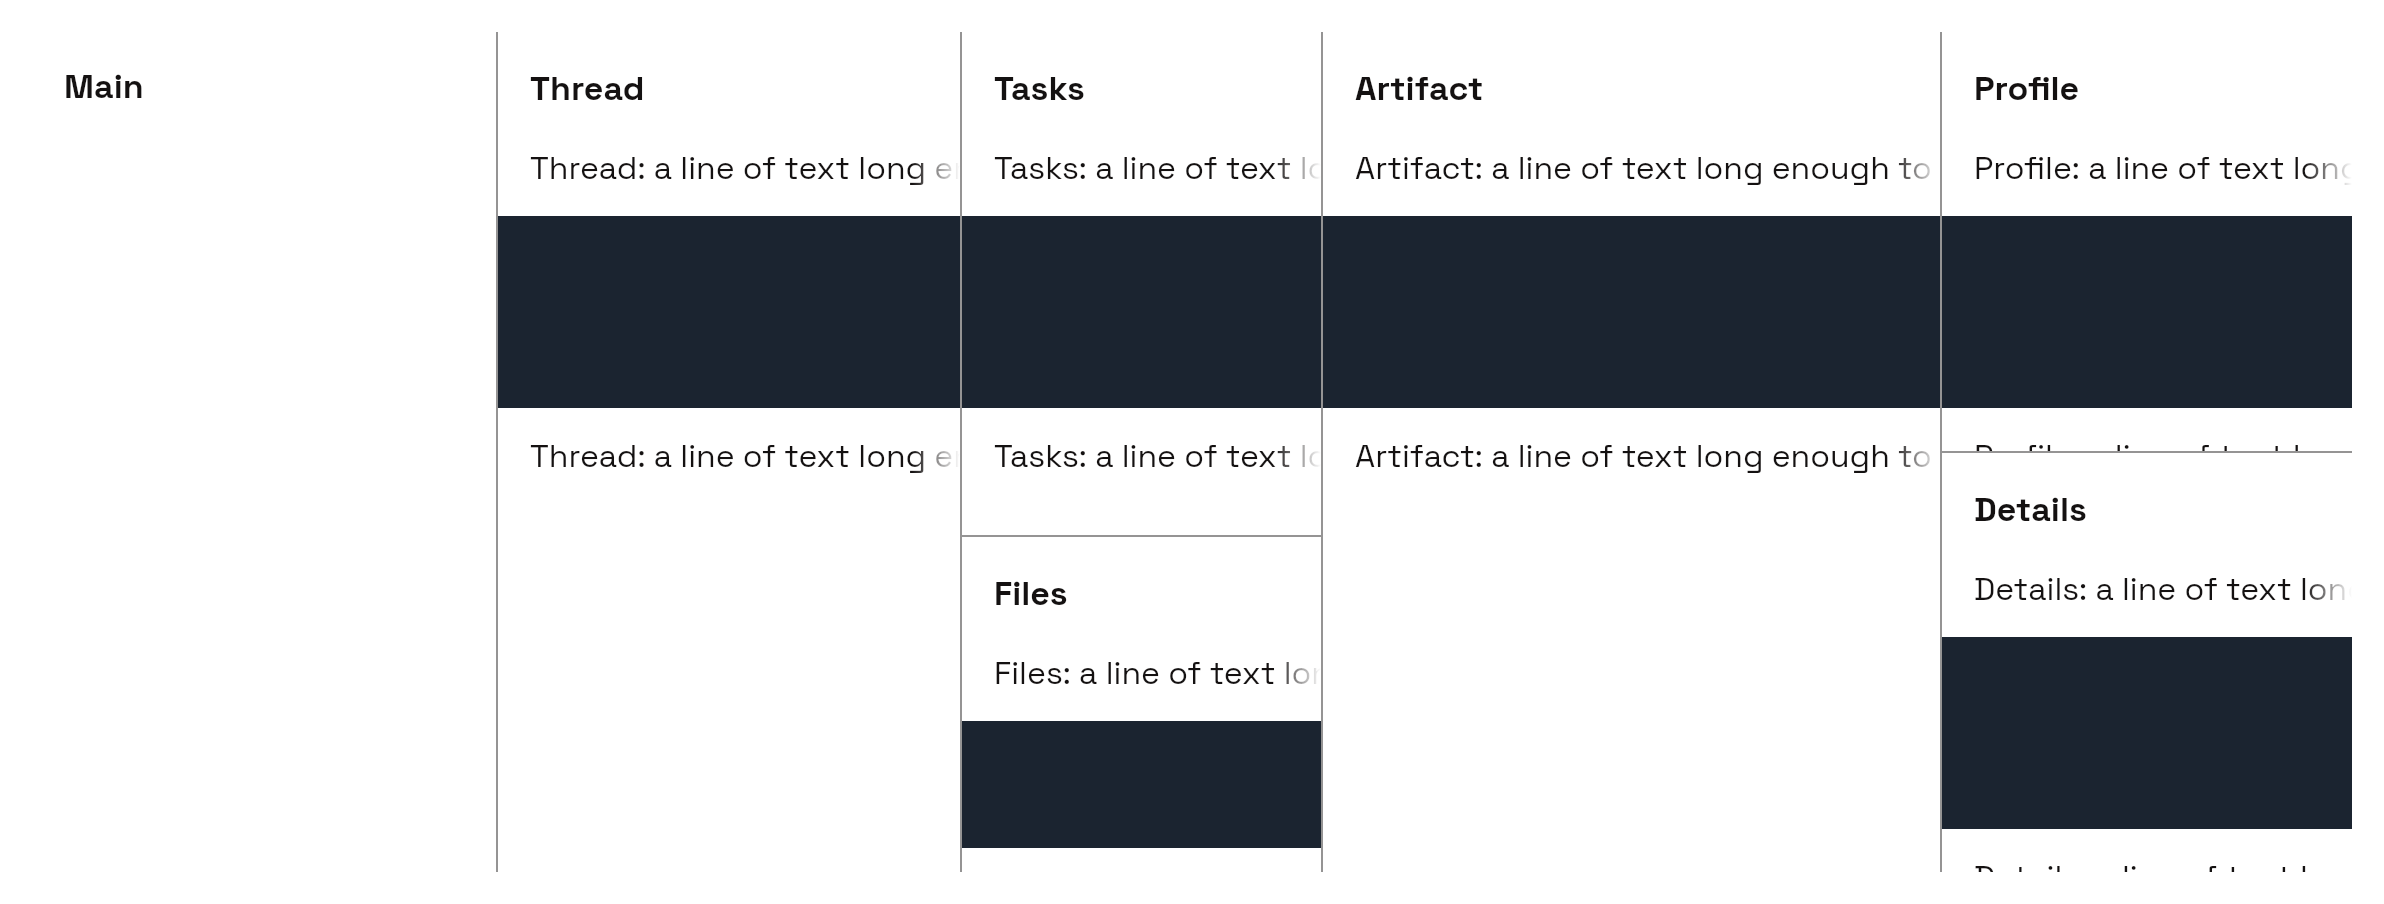 Main
Thread
Thread: a line of text long
Thread: a line of text long
Tasks
Tasks: a line of text
Tasks: a line of text
Files
Files: a line of text
Artifact
Artifact: a line of text long enough to
Artifact: a line of text long enough to
Profile
Profile: a line of text long
Details
Details: a line of text